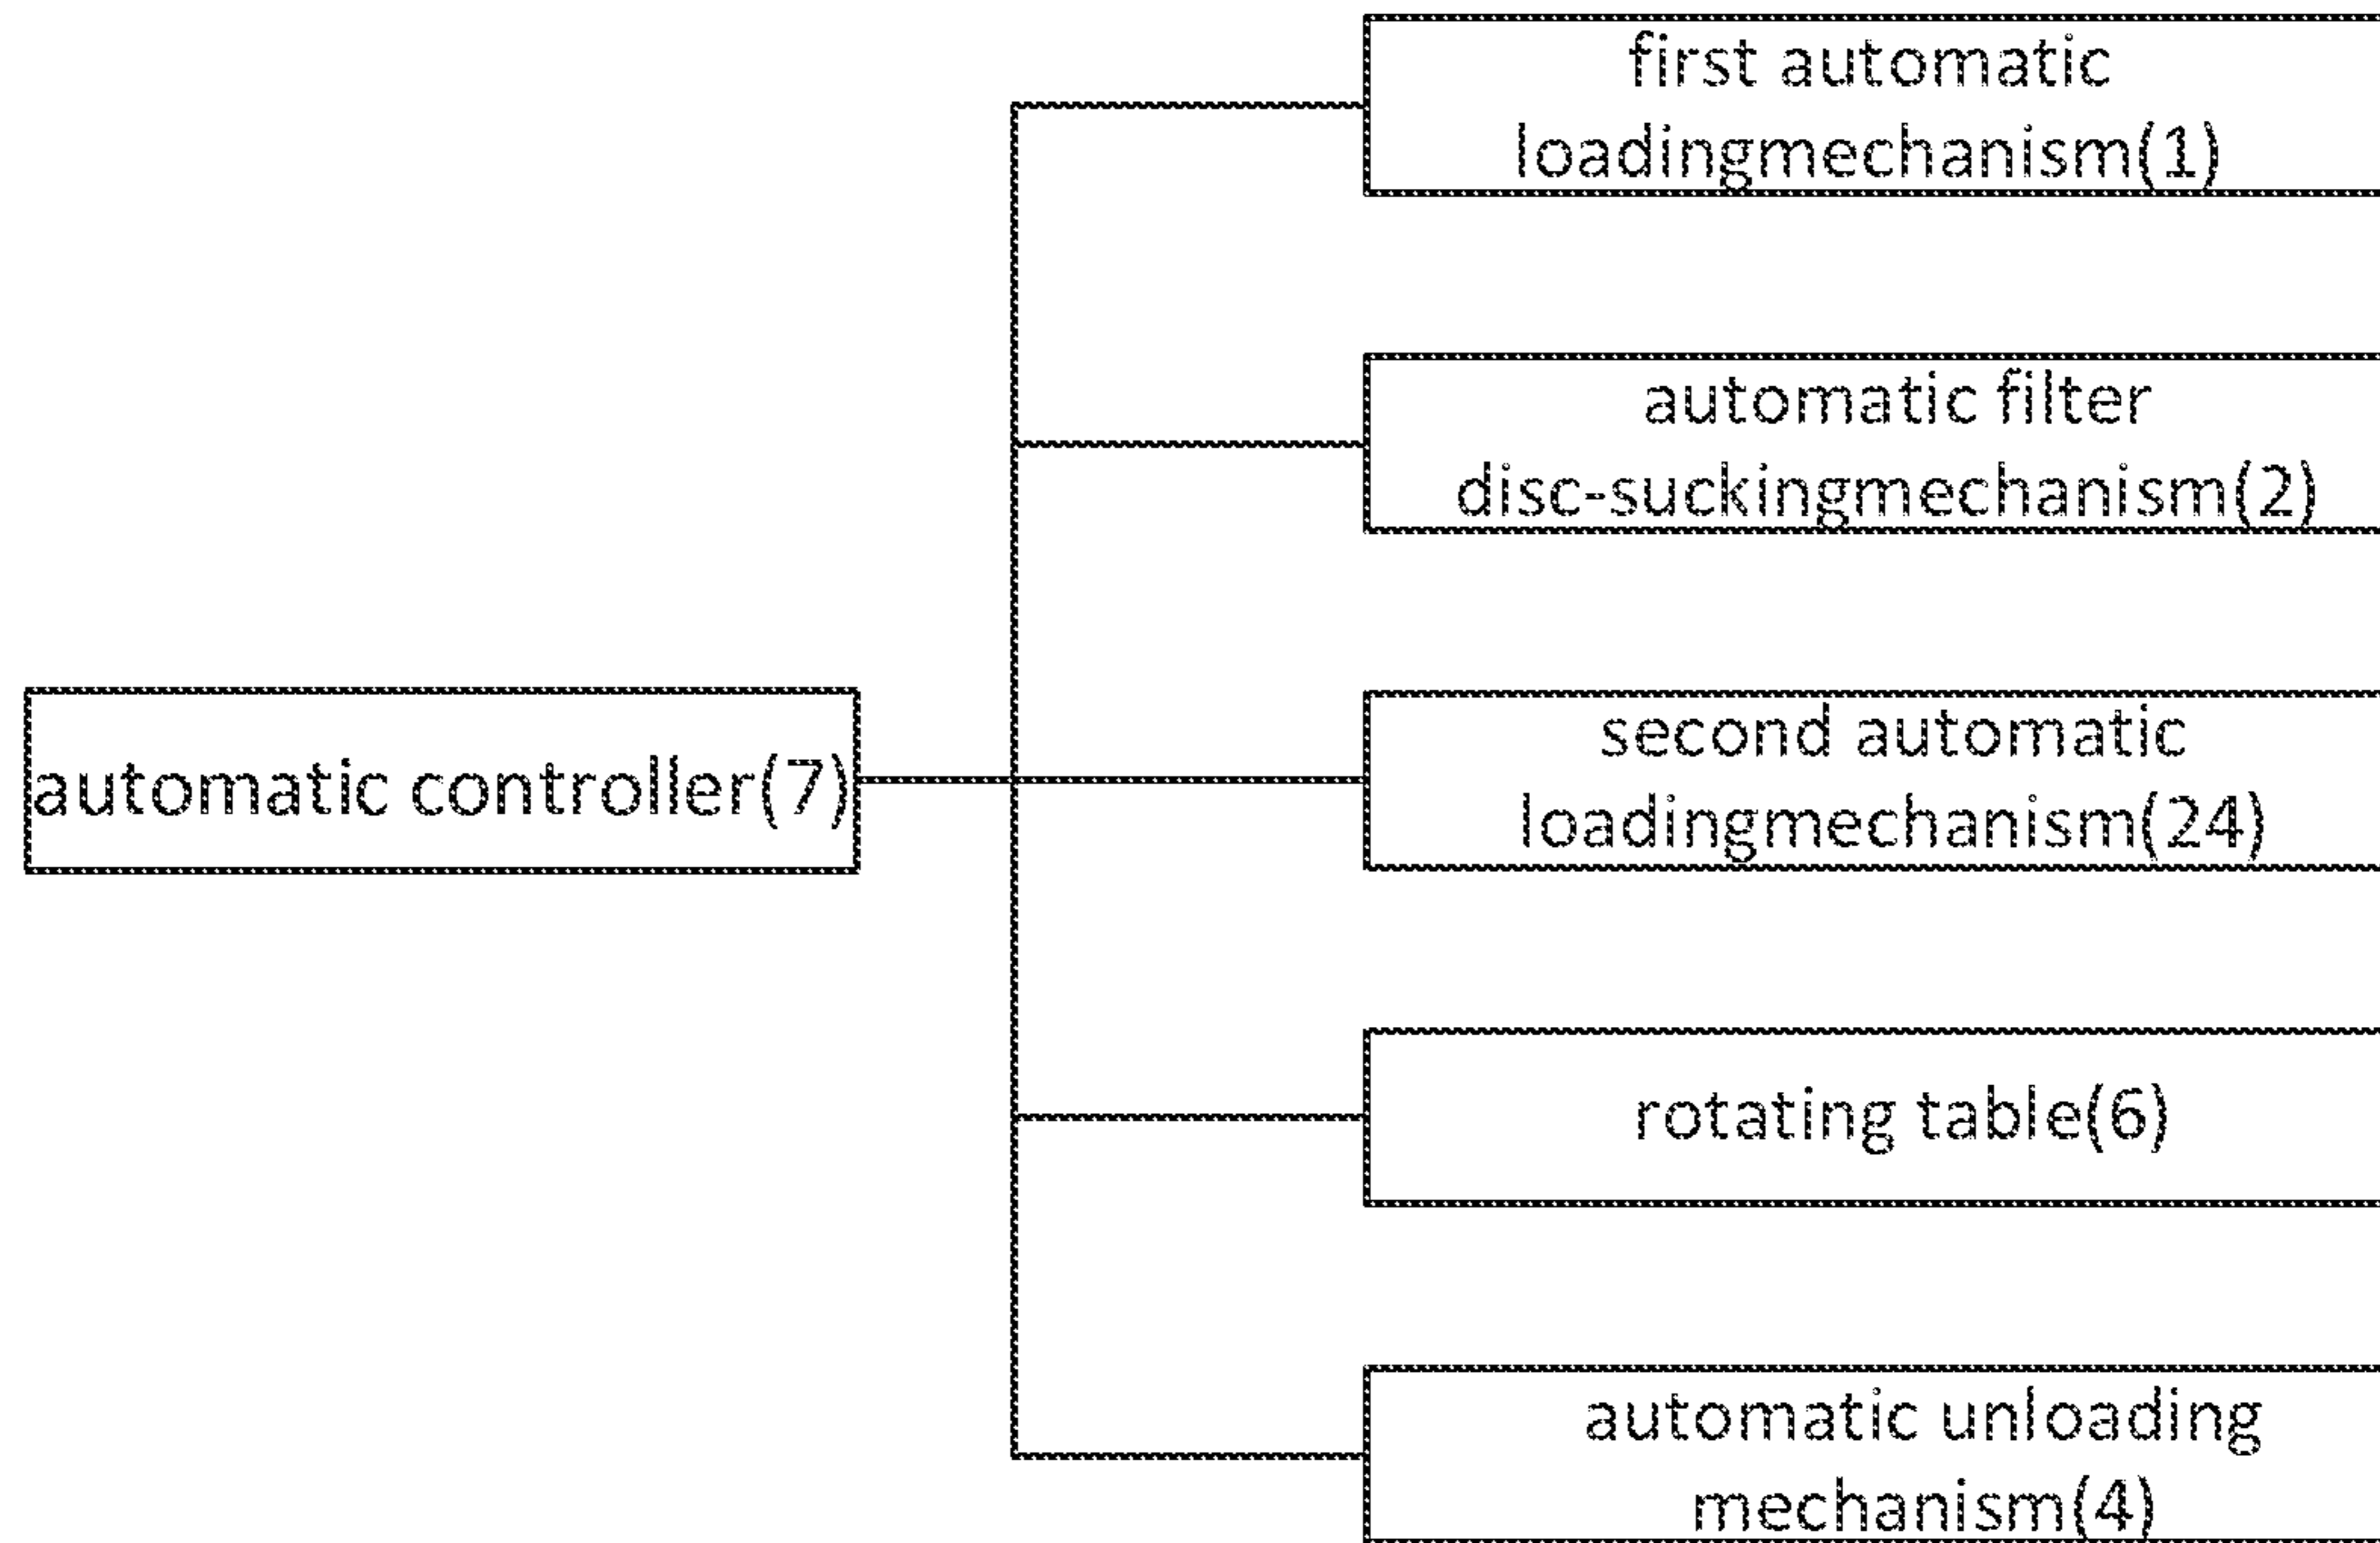 first automatic
loadingmechanism(1)
automatic filter
disc-suckingmechanism(2)
automatic controller(7)
second automatic
loadingmechanism(24)
rotating table(6)
automatic unloading
mechanism(4)